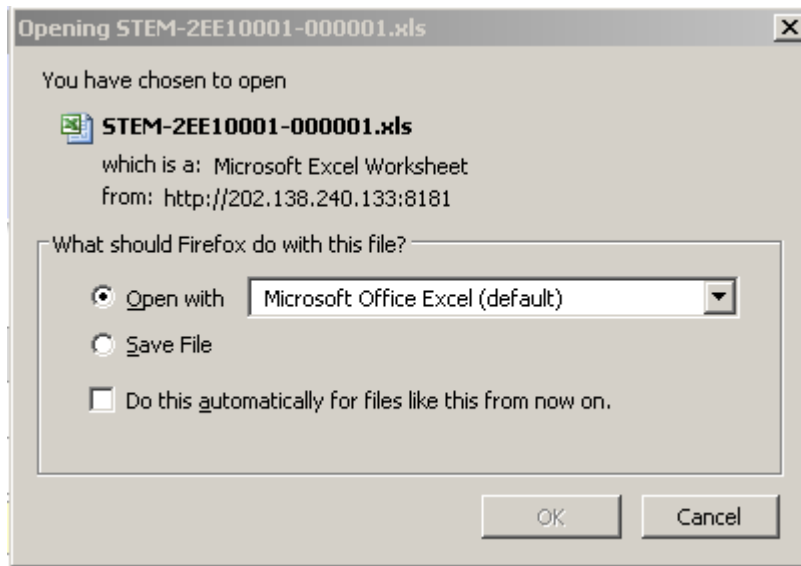 Opening STEM-2EE10001-000001.xls
You have chosen to open
STEM-2EE10001-000001.xls
which is a: Microsoft Excel Worksheet
from: http://202.138.240.133:8181
What should Firefox do with this file?
Open with Microsoft Office Excel (default)
Save File
Do this automatically for files like this from now on.
OK Cancel